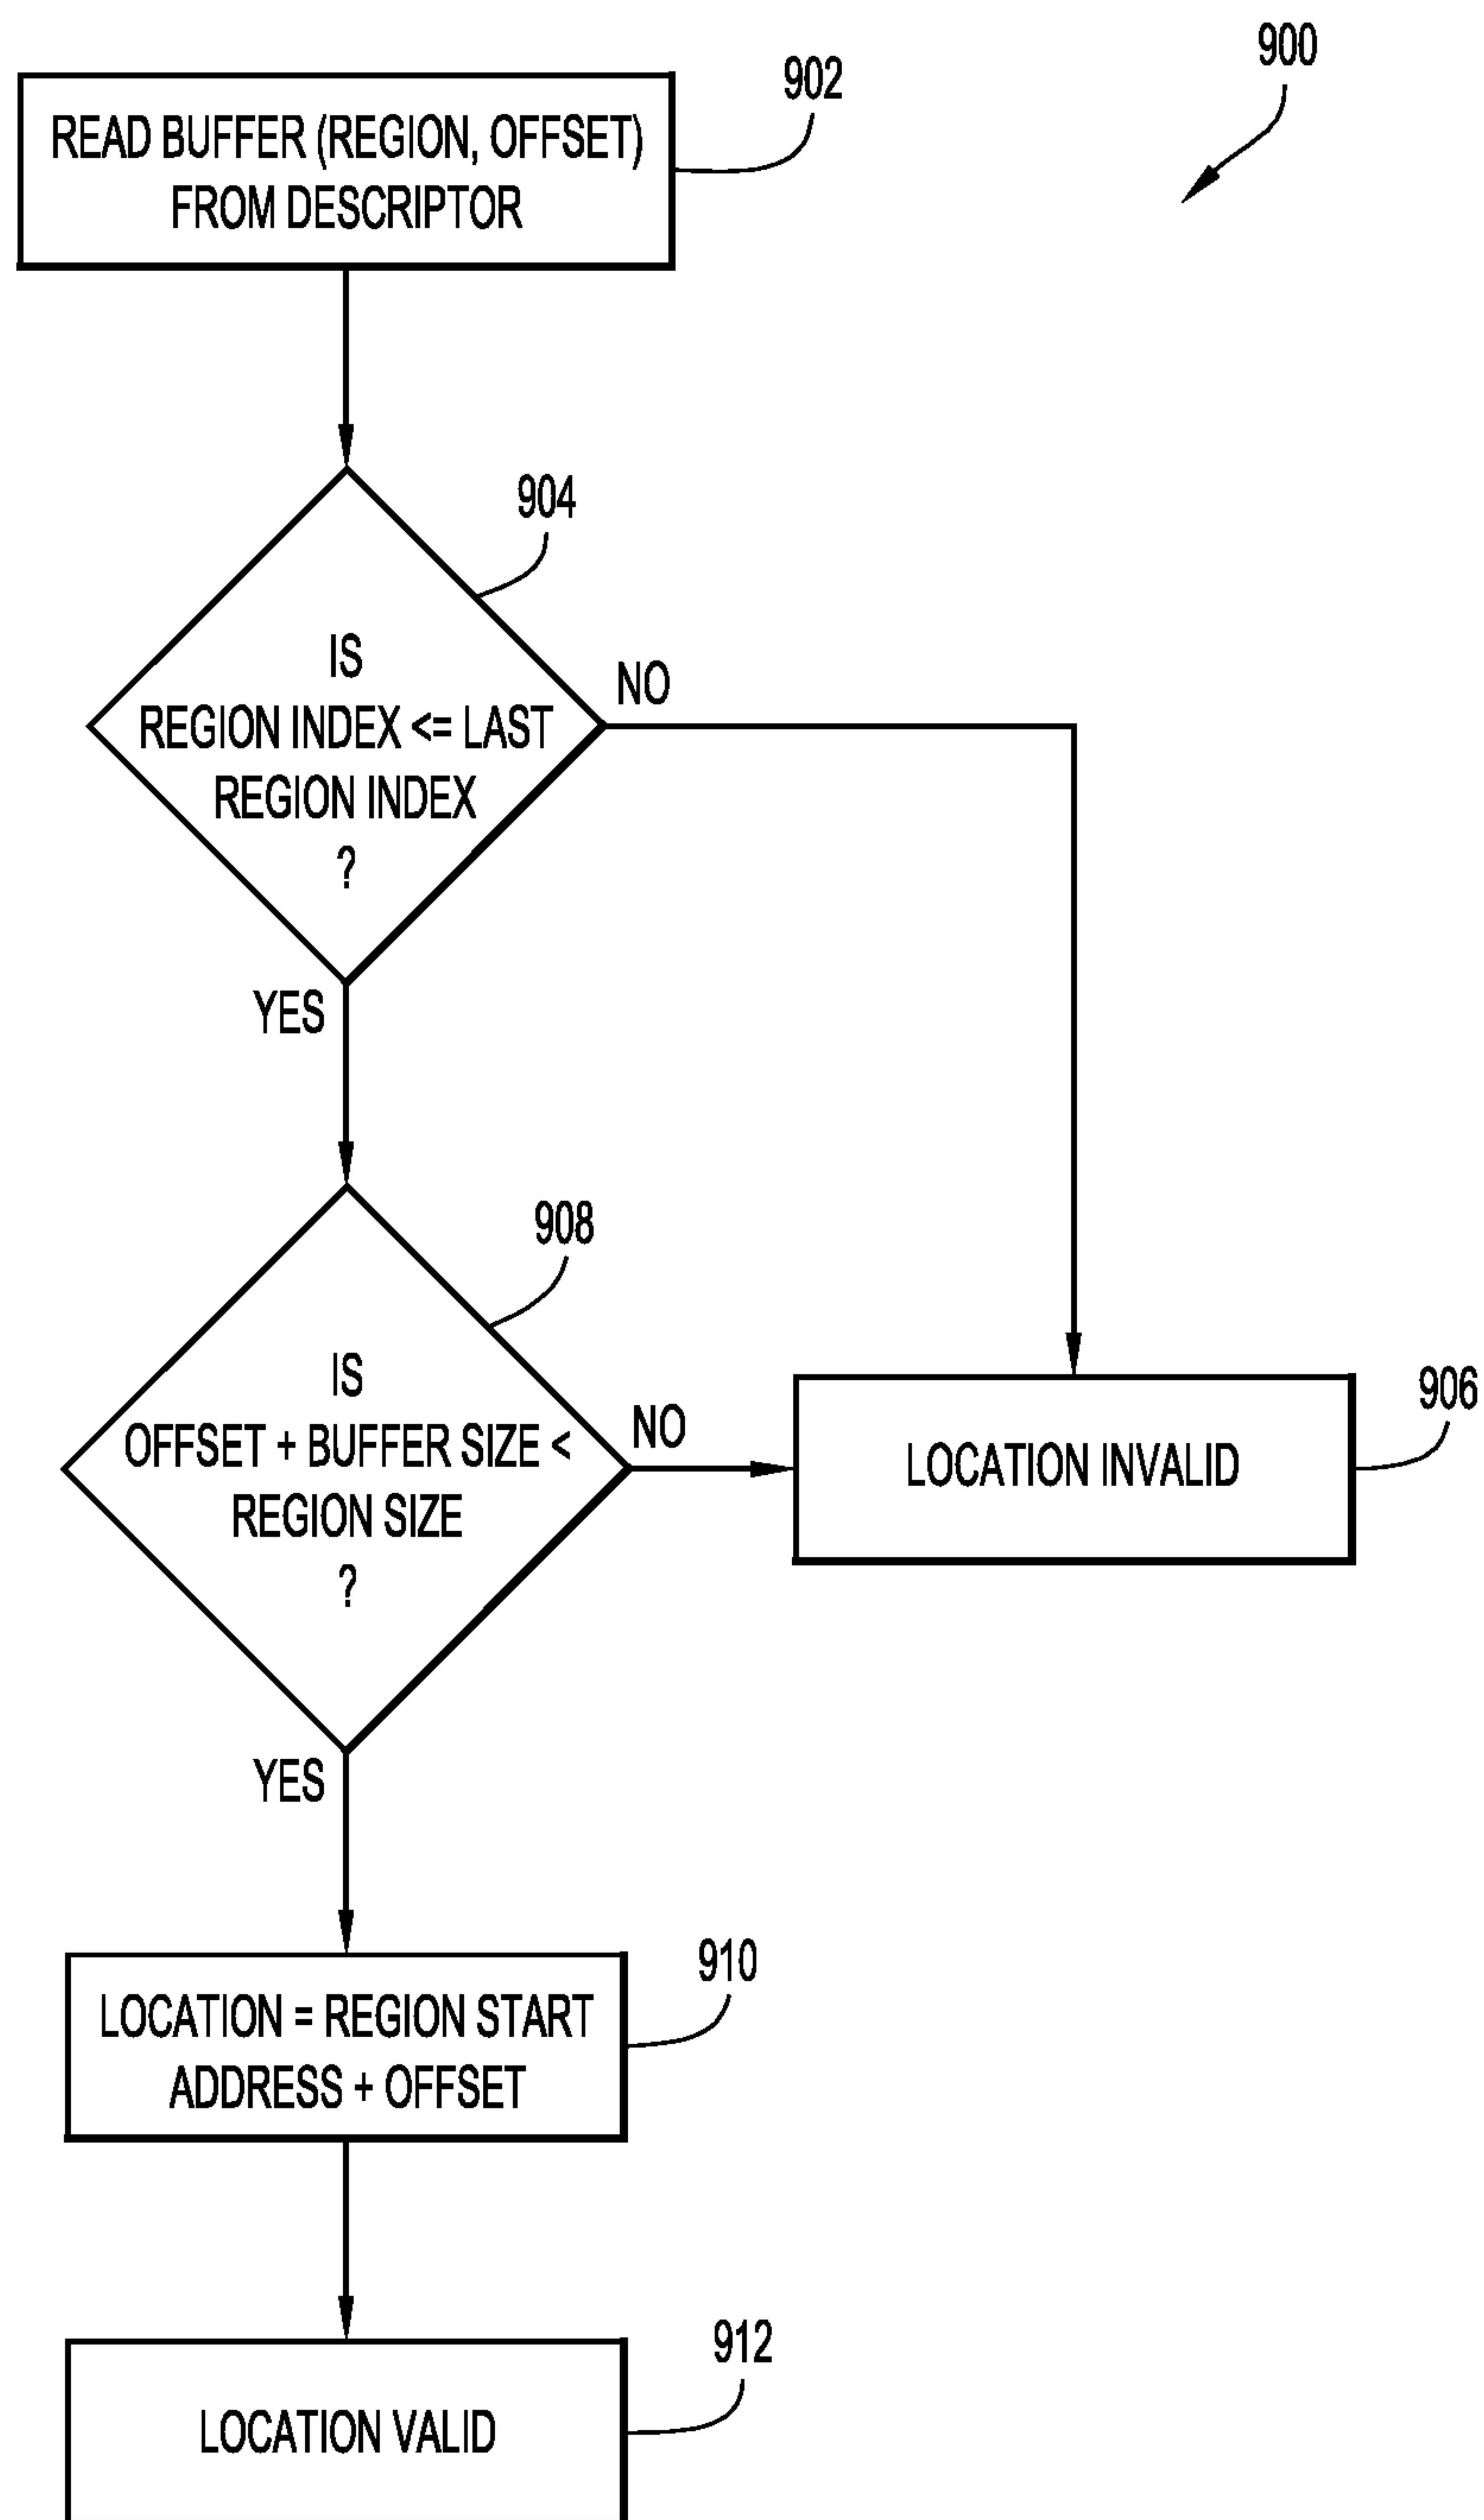 900
902
READ BUFFER (REGION, OFFSET)
FROM DESCRIPTOR
904
IS
REGION INDEX <= LAST
REGION INDEX
?
NO
YES
908
IS
OFFSET + BUFFER SIZE <
REGION SIZE
?
NO
906
LOCATION INVALID
YES
910
LOCATION = REGION START
ADDRESS + OFFSET
912
LOCATION VALID